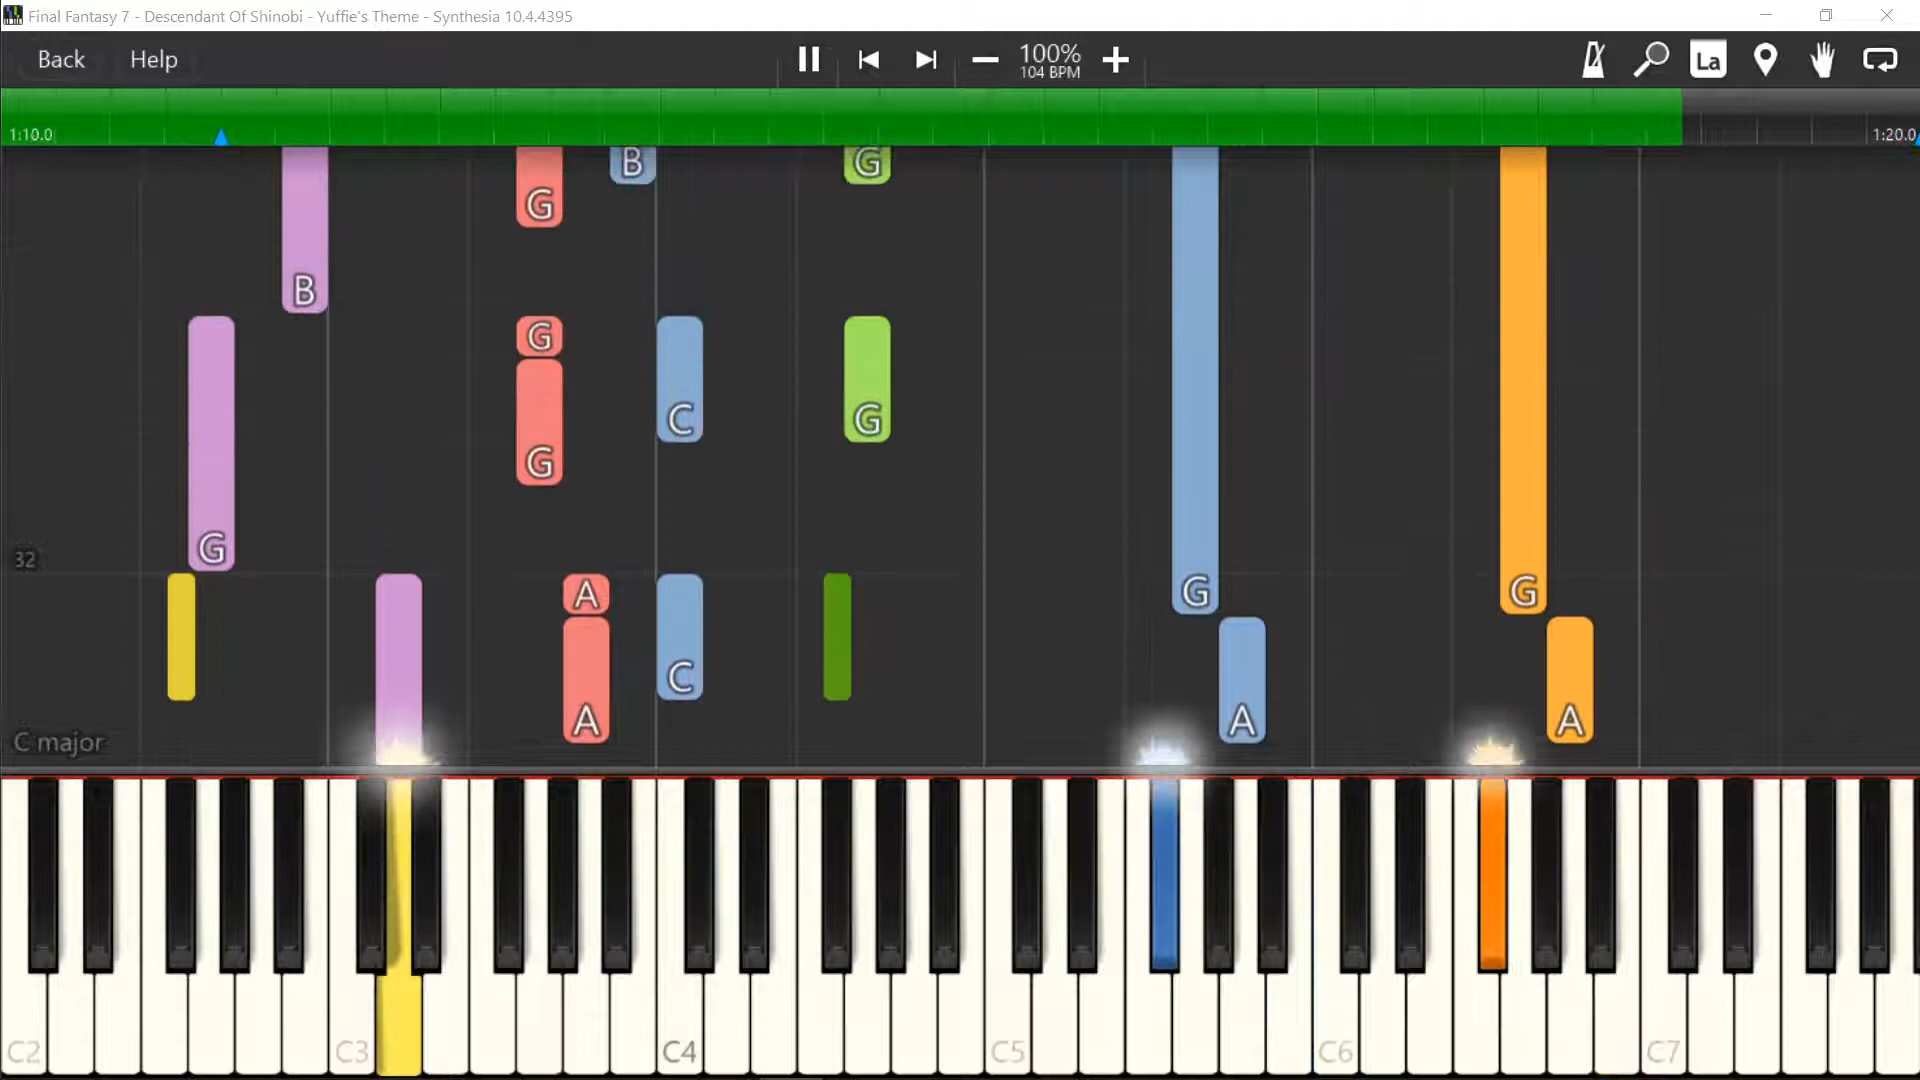 Final Fantasy 7 - Descendant Of Shinobi - Yuffie's Theme - Synthesia 10.4.4395
Back Help 100% La
104 BPM
1:10.0 1:20.0
B G
G
B
G
C G
G
G
32
G G
A
C
A A A
C major
C2 C3 C4 C5 C6 C7